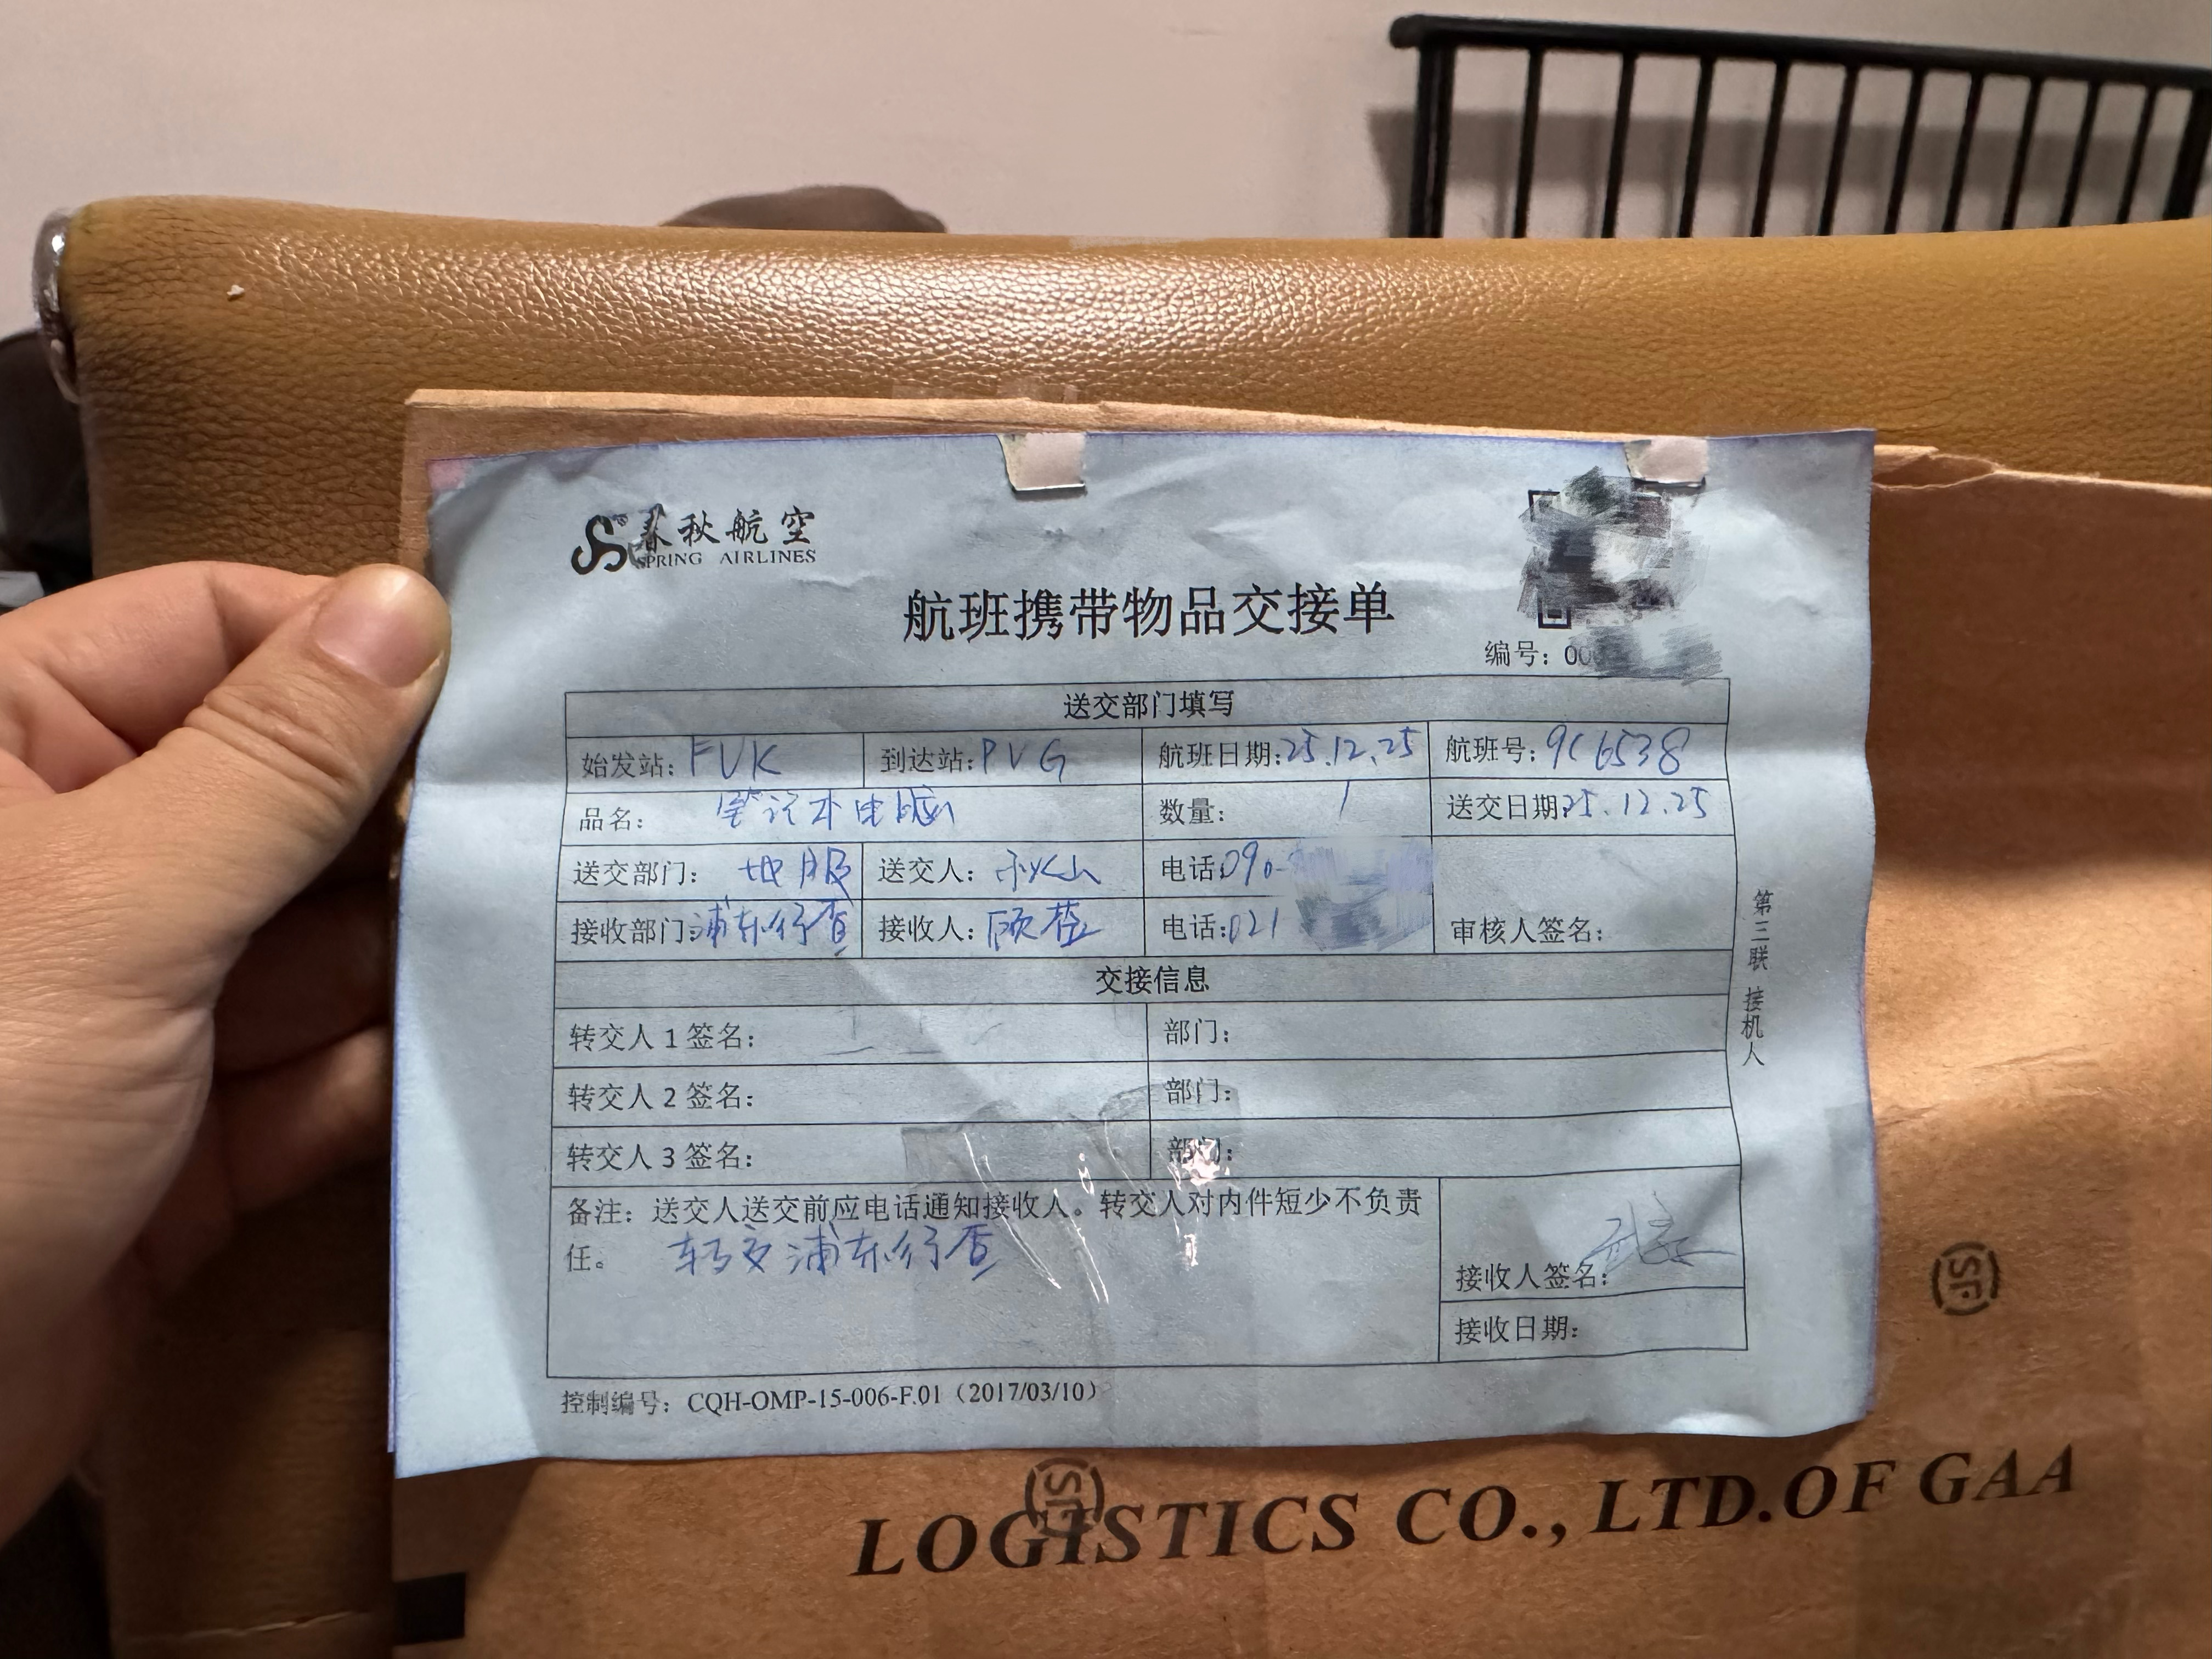 春秋航空
SPRING AIRLINES
航班携带物品交接单
编号：00
送交部门填写
始发站：FUK 到达站：PVG 航班日期：25.12.25 航班号：9C6538
品名：笔记本电脑 数量：1 送交日期：25.12.25
送交部门：地服 送交人：秋山 电话：090-
接收部门：浦东行查 接收人：顾 电话：021 审核人签名：
交接信息
转交人1签名： 部门：
转交人2签名： 部门：
转交人3签名： 部门：
备注：送交人送交前应电话通知接收人。转交人对内件短少不负责
任。 转交浦东行查
接收人签名：
接收日期：
控制编号：CQH-OMP-15-006-F.01（2017/03/10）
第三联 接机人
SF
SF
LOGISTICS CO.,LTD.OF GAA